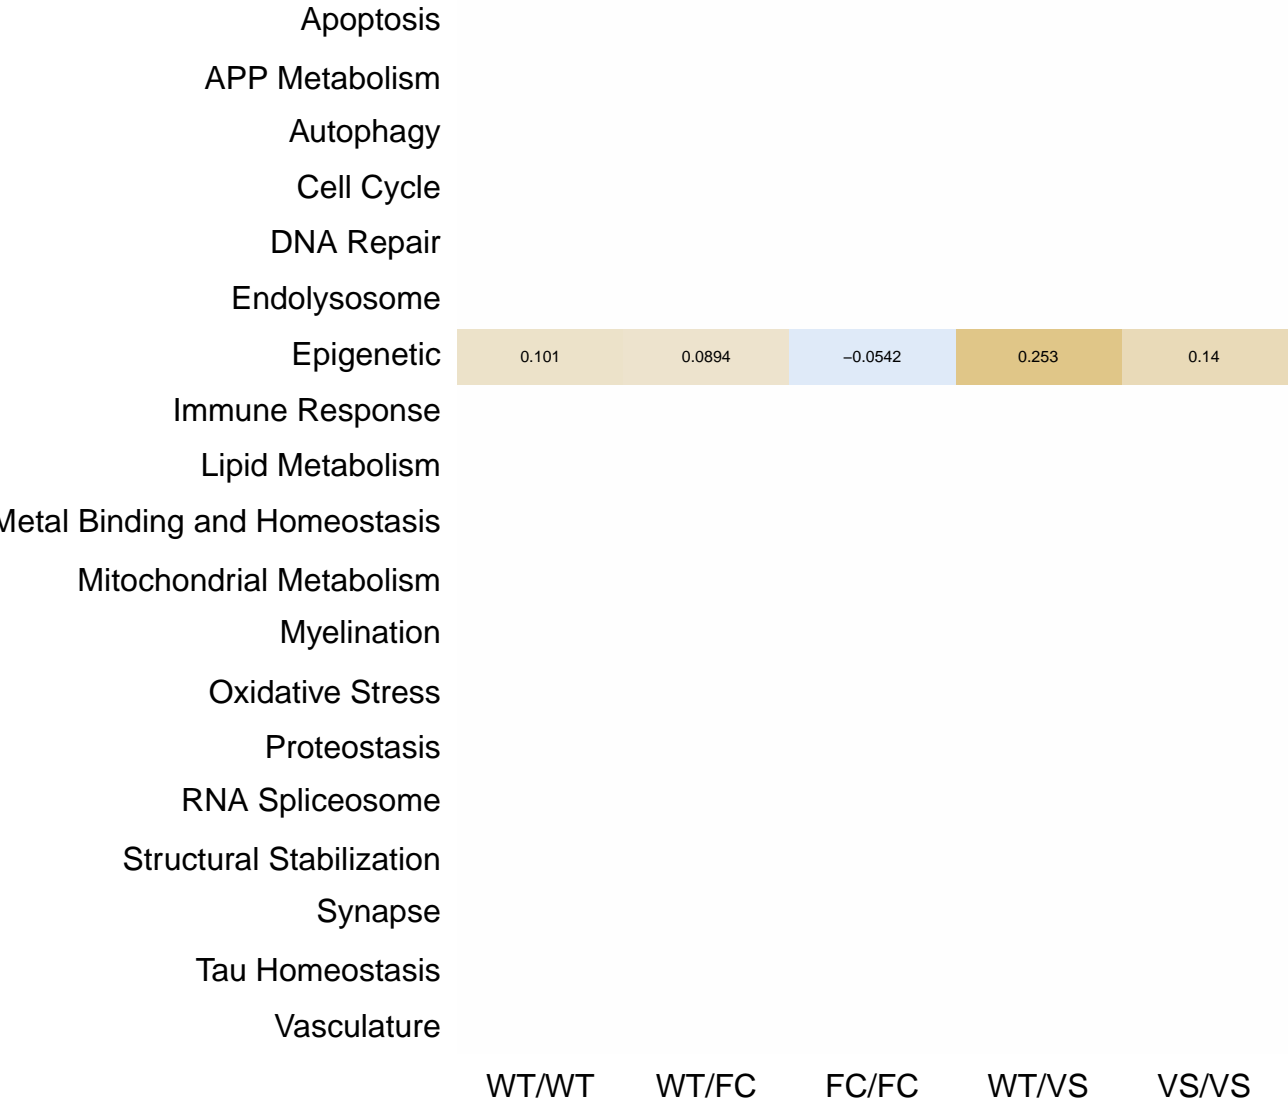 Apoptosis
APP Metabolism
Autophagy
Cell Cycle
DNA Repair
Endolysosome
Epigenetic 0.101 0.0894 −0.0542 0.253 0.14
Immune Response
Lipid Metabolism
Metal Binding and Homeostasis
Mitochondrial Metabolism
Myelination
Oxidative Stress
Proteostasis
RNA Spliceosome
Structural Stabilization
Synapse
Tau Homeostasis
Vasculature
WT/WT WT/FC FC/FC WT/VS VS/VS